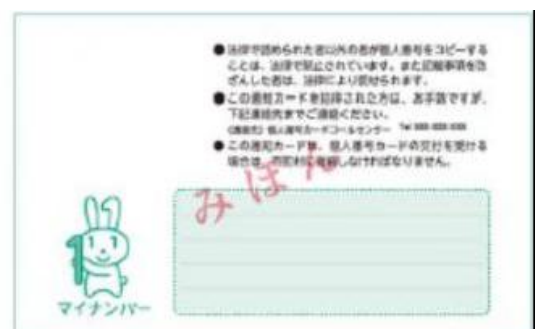 ●法律で認められた者以外の者が個人番号をコピーする
ことは、法律で禁止されています。また記載事項を改
ざんした者は、法律により罰せられます。
●この通知カードを拾得された方は、お手数ですが、
下記連絡先までご連絡ください。
(連絡先) 個人番号カードコールセンター Tel
●この通知カードは、個人番号カードの交付を受ける
場合は、市町村に返納しなければなりません。
みほん
マイナンバー